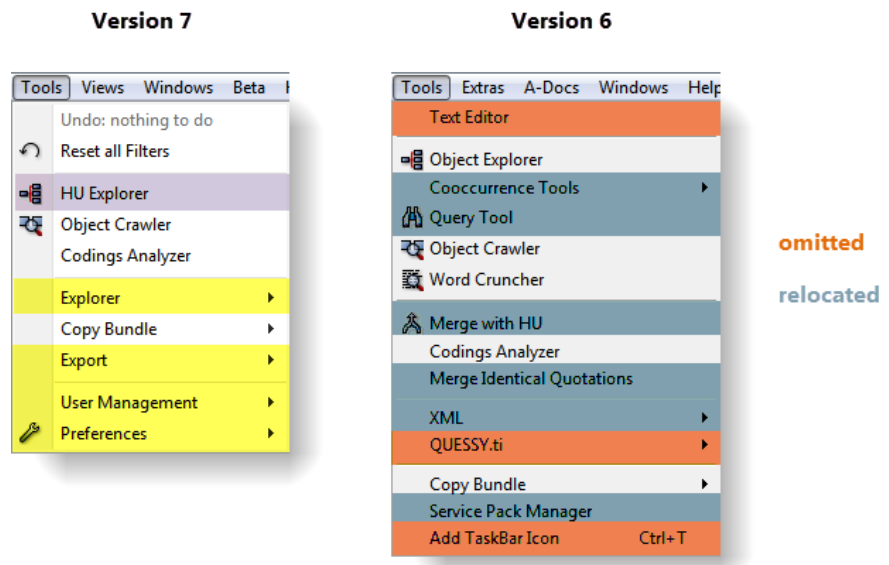 Version 7
Tools Views Windows Beta
Undo: nothing to do
Reset all Filters
HU Explorer
Object Crawler
Codings Analyzer
Explorer
Copy Bundle
Export
User Management
Preferences
Version 6
Tools Extras A-Docs Windows Help
Text Editor
Object Explorer
Cooccurrence Tools
Query Tool
Object Crawler
Word Cruncher
Merge with HU
Codings Analyzer
Merge Identical Quotations
XML
QUESSY.ti
Copy Bundle
Service Pack Manager
Add TaskBar Icon Ctrl+T
omitted
relocated